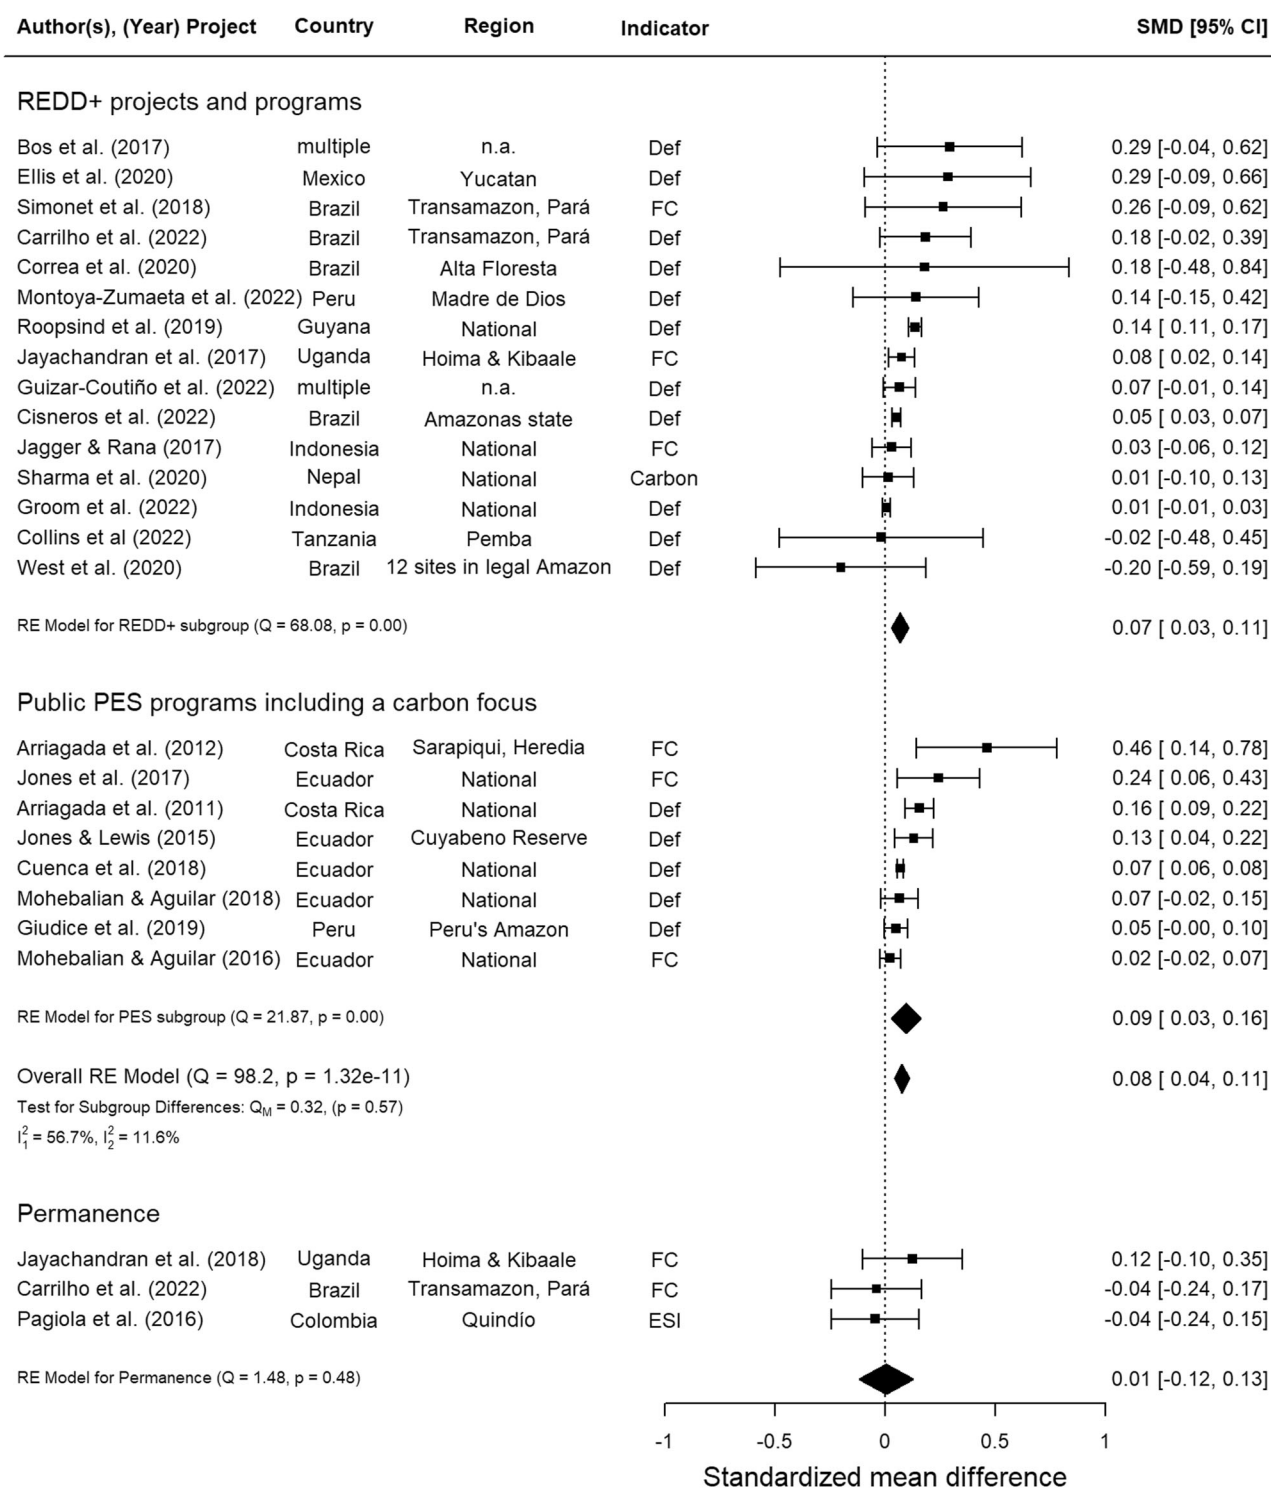 Author(s), (Year) Project Country Region Indicator SMD [95% CI]
REDD+ projects and programs
Bos et al. (2017) multiple n.a. Def 0.29 [-0.04, 0.62]
Ellis et al. (2020) Mexico Yucatan Def 0.29 [-0.09, 0.66]
Simonet et al. (2018) Brazil Transamazon, Pará FC 0.26 [-0.09, 0.62]
Carrilho et al. (2022) Brazil Transamazon, Pará Def 0.18 [-0.02, 0.39]
Correa et al. (2020) Brazil Alta Floresta Def 0.18 [-0.48, 0.84]
Montoya-Zumaeta et al. (2022) Peru Madre de Dios Def 0.14 [-0.15, 0.42]
Roopsind et al. (2019) Guyana National Def 0.14 [ 0.11, 0.17]
Jayachandran et al. (2017) Uganda Hoima & Kibaale FC 0.08 [ 0.02, 0.14]
Guizar-Coutiño et al. (2022) multiple n.a. Def 0.07 [-0.01, 0.14]
Cisneros et al. (2022) Brazil Amazonas state Def 0.05 [ 0.03, 0.07]
Jagger & Rana (2017) Indonesia National FC 0.03 [-0.06, 0.12]
Sharma et al. (2020) Nepal National Carbon 0.01 [-0.10, 0.13]
Groom et al. (2022) Indonesia National Def 0.01 [-0.01, 0.03]
Collins et al (2022) Tanzania Pemba Def -0.02 [-0.48, 0.45]
West et al. (2020) Brazil 12 sites in legal Amazon Def -0.20 [-0.59, 0.19]
RE Model for REDD+ subgroup (Q = 68.08, p = 0.00) 0.07 [ 0.03, 0.11]
Public PES programs including a carbon focus
Arriagada et al. (2012) Costa Rica Sarapiqui, Heredia FC 0.46 [ 0.14, 0.78]
Jones et al. (2017) Ecuador National FC 0.24 [ 0.06, 0.43]
Arriagada et al. (2011) Costa Rica National Def 0.16 [ 0.09, 0.22]
Jones & Lewis (2015) Ecuador Cuyabeno Reserve Def 0.13 [ 0.04, 0.22]
Cuenca et al. (2018) Ecuador National Def 0.07 [ 0.06, 0.08]
Mohebalian & Aguilar (2018) Ecuador National Def 0.07 [-0.02, 0.15]
Giudice et al. (2019) Peru Peru's Amazon Def 0.05 [-0.00, 0.10]
Mohebalian & Aguilar (2016) Ecuador National FC 0.02 [-0.02, 0.07]
RE Model for PES subgroup (Q = 21.87, p = 0.00) 0.09 [ 0.03, 0.16]
Overall RE Model (Q = 98.2, p = 1.32e-11) 0.08 [ 0.04, 0.11]
Test for Subgroup Differences: Q_M = 0.32, (p = 0.57)
I²₁ = 56.7%, I²₂ = 11.6%
Permanence
Jayachandran et al. (2018) Uganda Hoima & Kibaale FC 0.12 [-0.10, 0.35]
Carrilho et al. (2022) Brazil Transamazon, Pará FC -0.04 [-0.24, 0.17]
Pagiola et al. (2016) Colombia Quindío ESI -0.04 [-0.24, 0.15]
RE Model for Permanence (Q = 1.48, p = 0.48) 0.01 [-0.12, 0.13]
-1 -0.5 0 0.5 1
Standardized mean difference